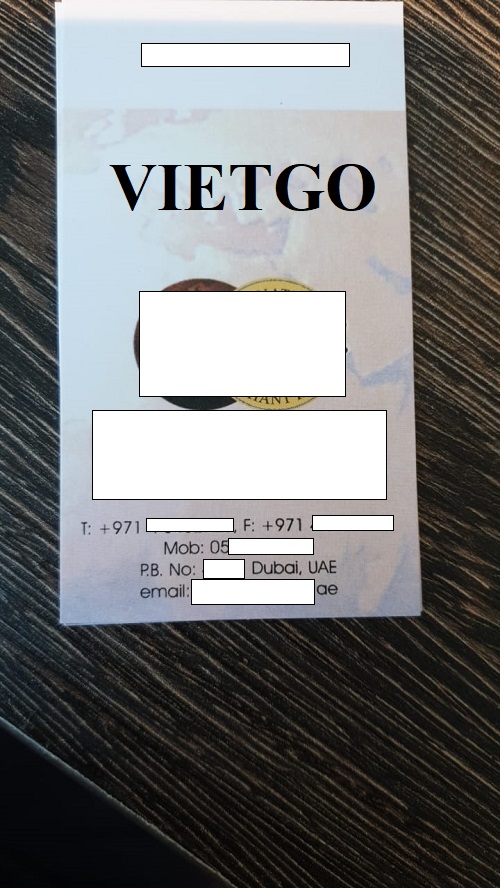 VIETGO
T: +971 , F: +971
Mob: 05
P.B. No: Dubai, UAE
email: ae